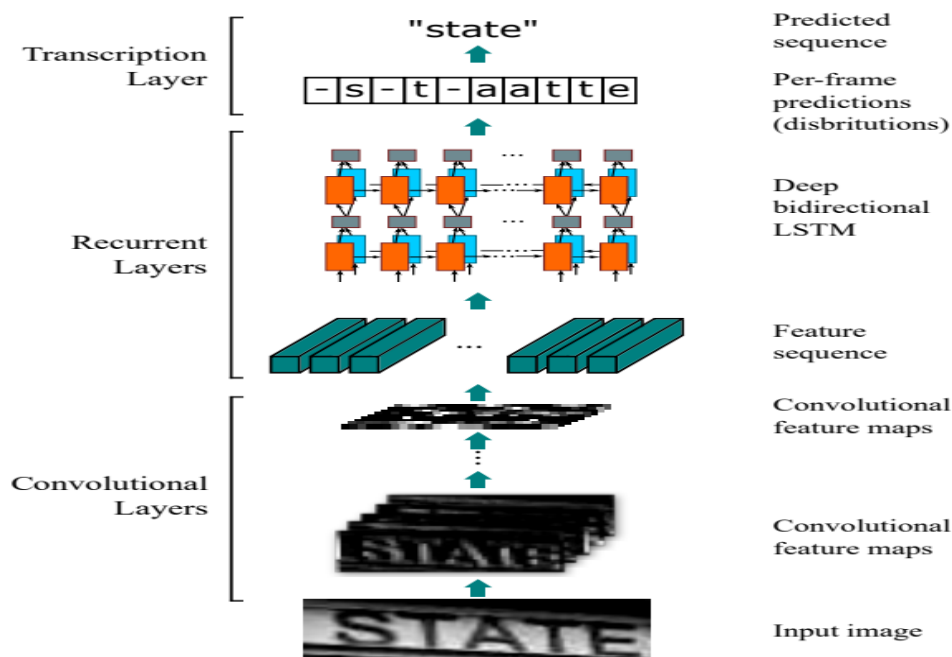 "state"
Predicted
sequence
Transcription
Layer
-s-t-aatte
Per-frame
predictions
(disbritutions)
Recurrent
Layers
Deep
bidirectional
LSTM
Feature
sequence
Convolutional
Layers
Convolutional
feature maps
STATE
Convolutional
feature maps
STATE
Input image